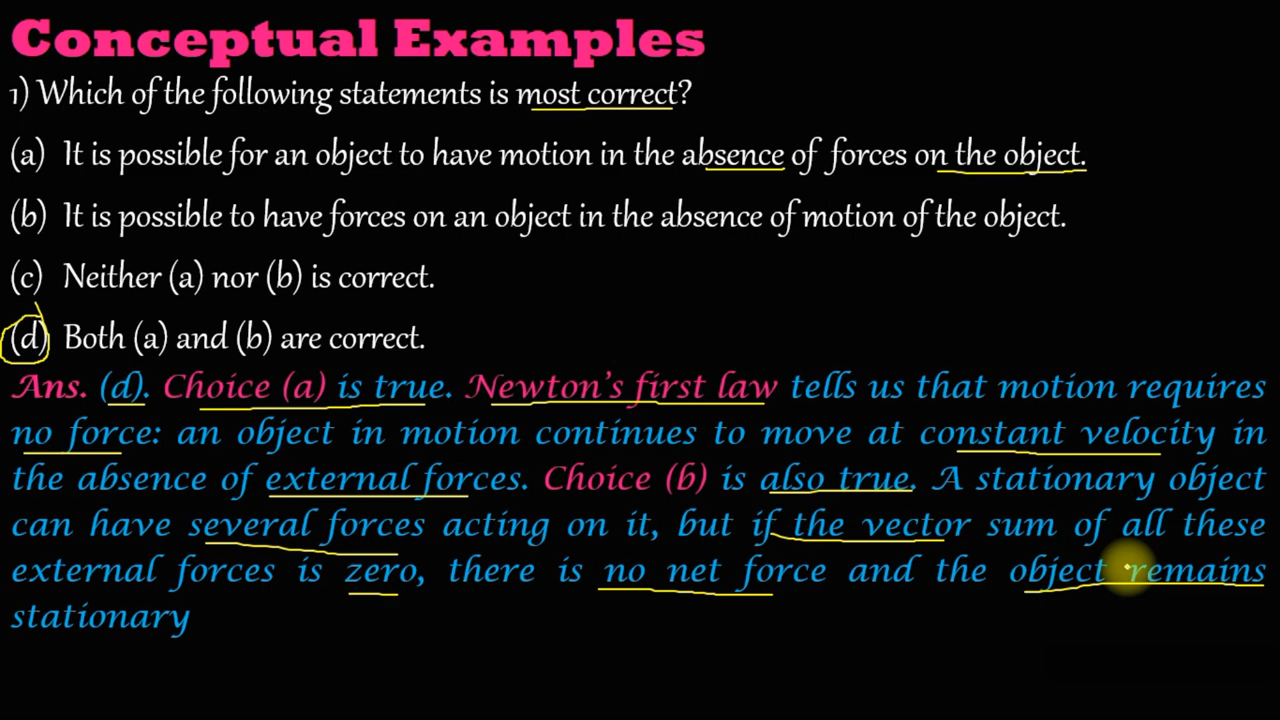 Conceptual Examples
1) Which of the following statements is most correct?
(a) It is possible for an object to have motion in the absence of forces on the object.
(b) It is possible to have forces on an object in the absence of motion of the object.
(c) Neither (a) nor (b) is correct.
(d) Both (a) and (b) are correct.
Ans. (d). Choice (a) is true. Newton’s first law tells us that motion requires
no force: an object in motion continues to move at constant velocity in
the absence of external forces. Choice (b) is also true. A stationary object
can have several forces acting on it, but if the vector sum of all these
external forces is zero, there is no net force and the object remains
stationary